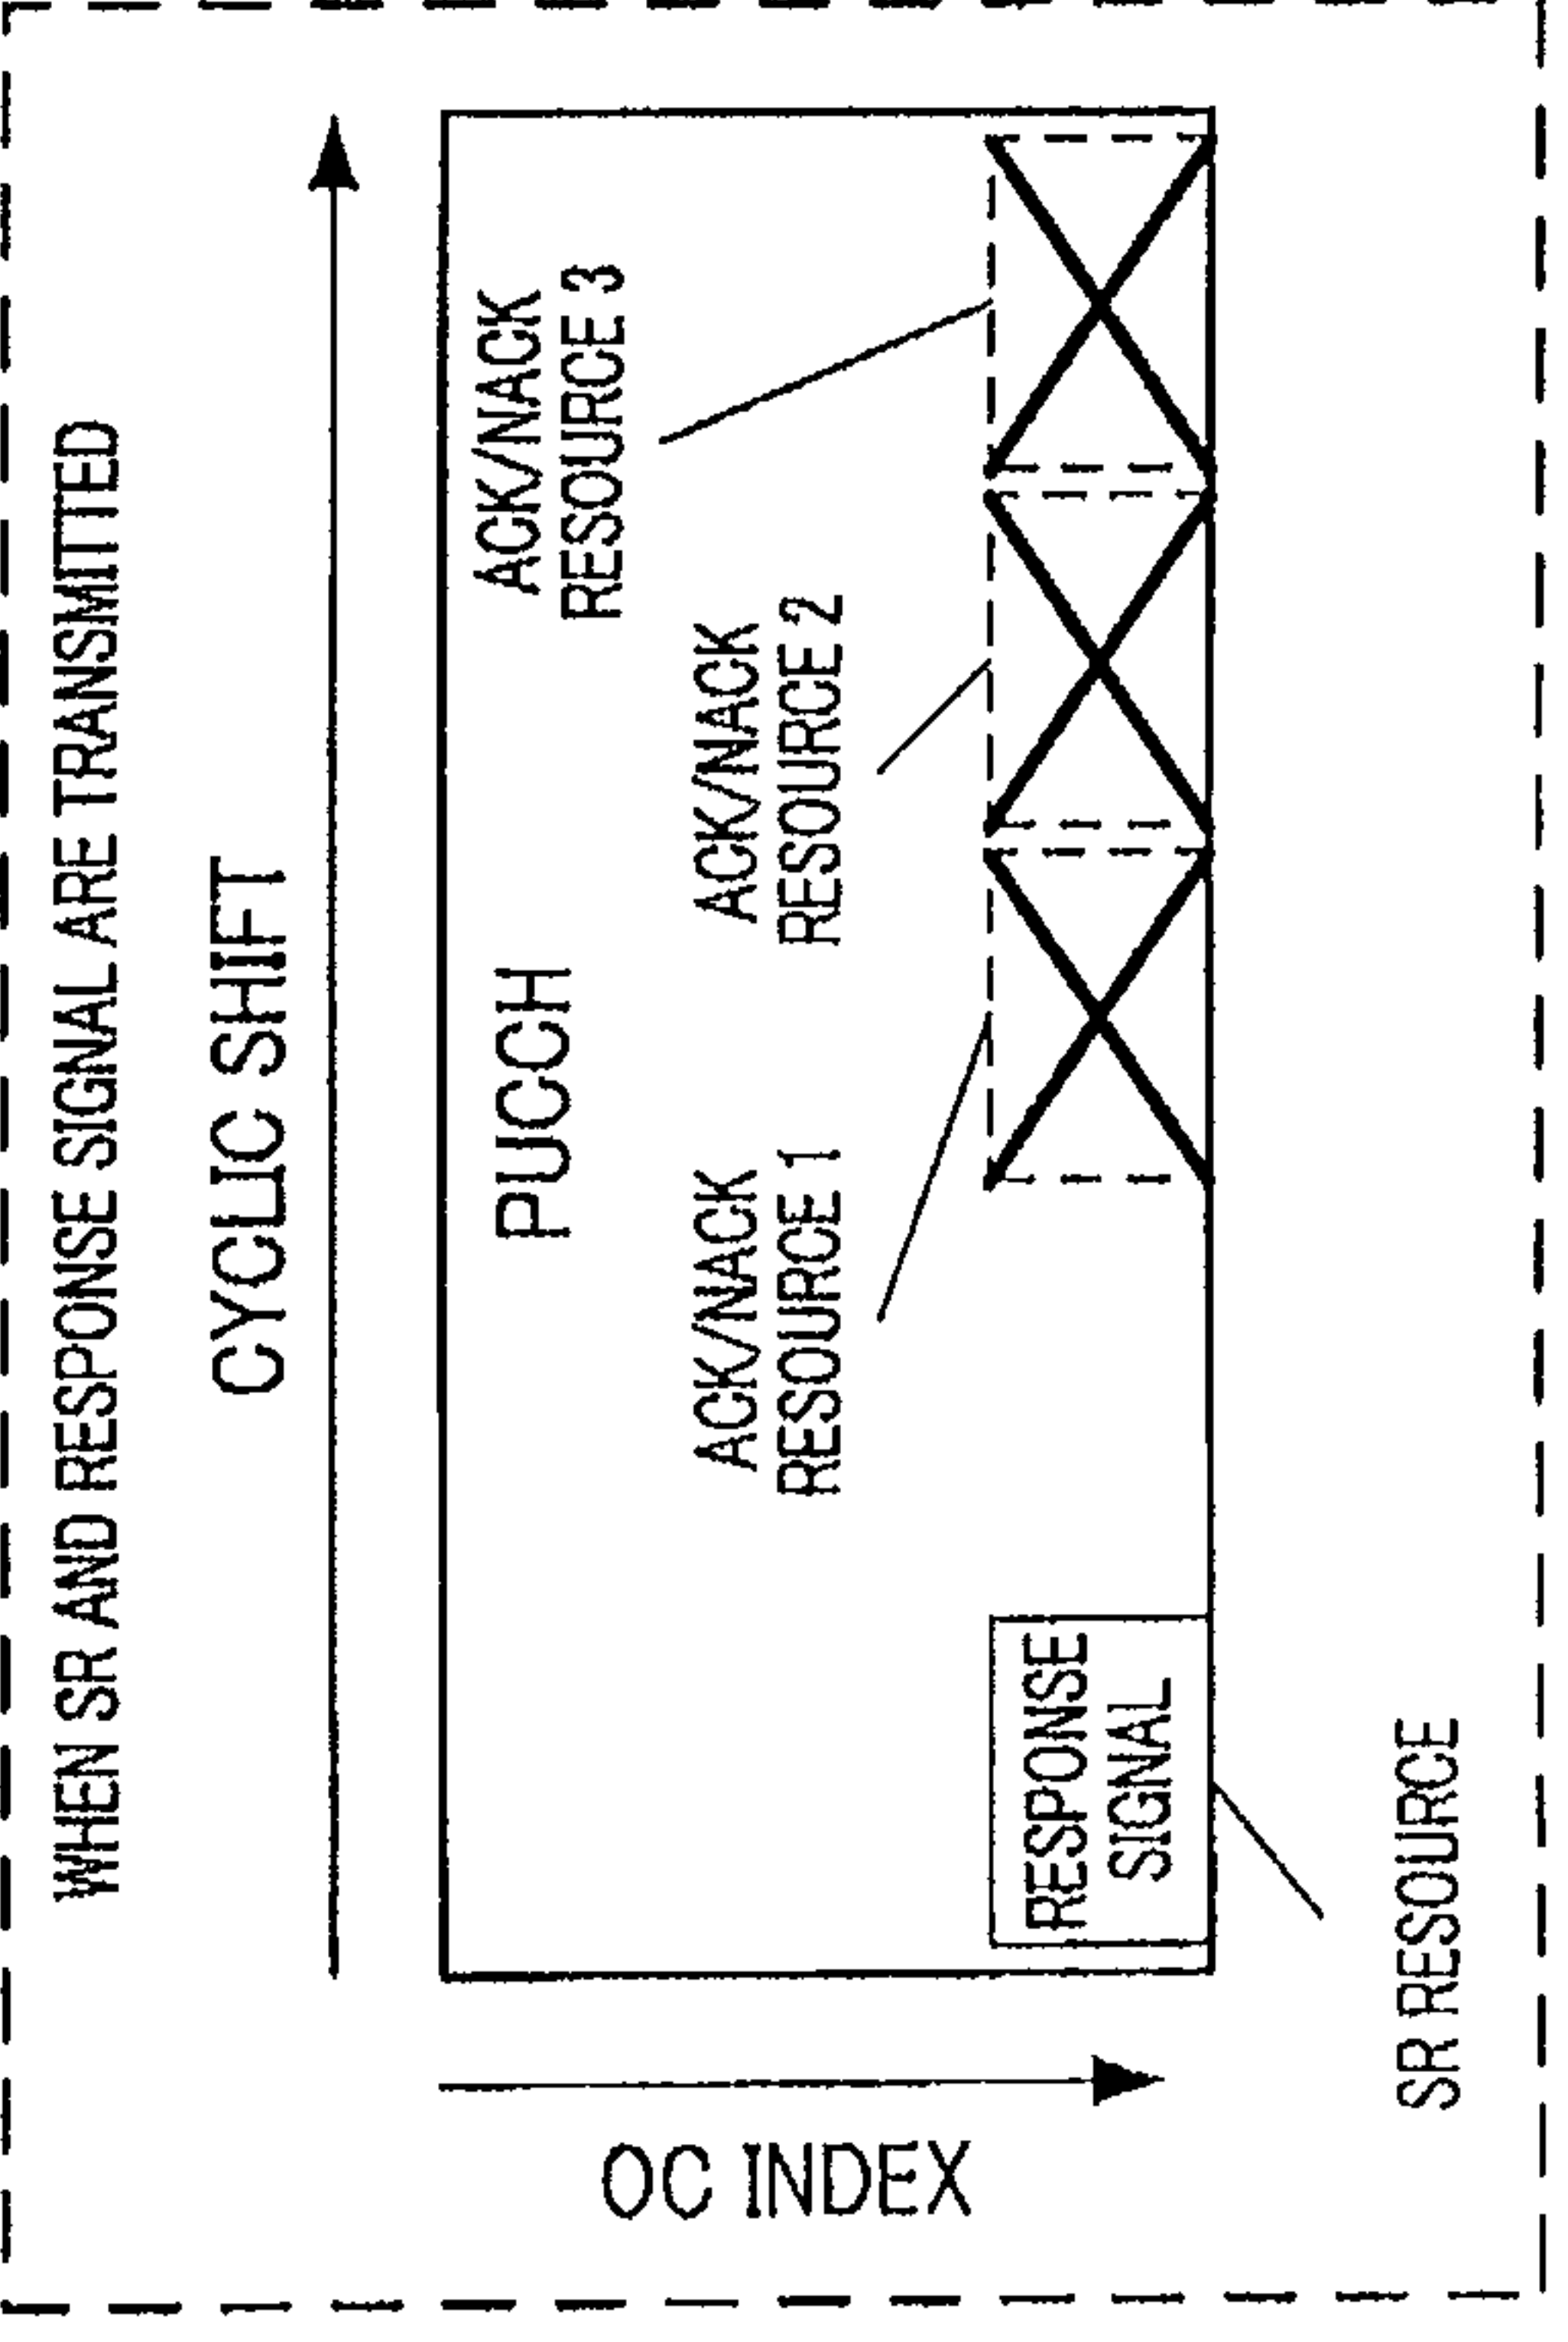 WHEN SR AND RESPONSE SIGNAL ARE TRANSMITTED
CYCLIC SHIFT
PUCCH
ACK/NACK
RESOURCE 3
ACK/NACK
RESOURCE 1
ACK/NACK
RESOURCE 2
RESPONSE
SIGNAL
OC INDEX
SR RESOURCE